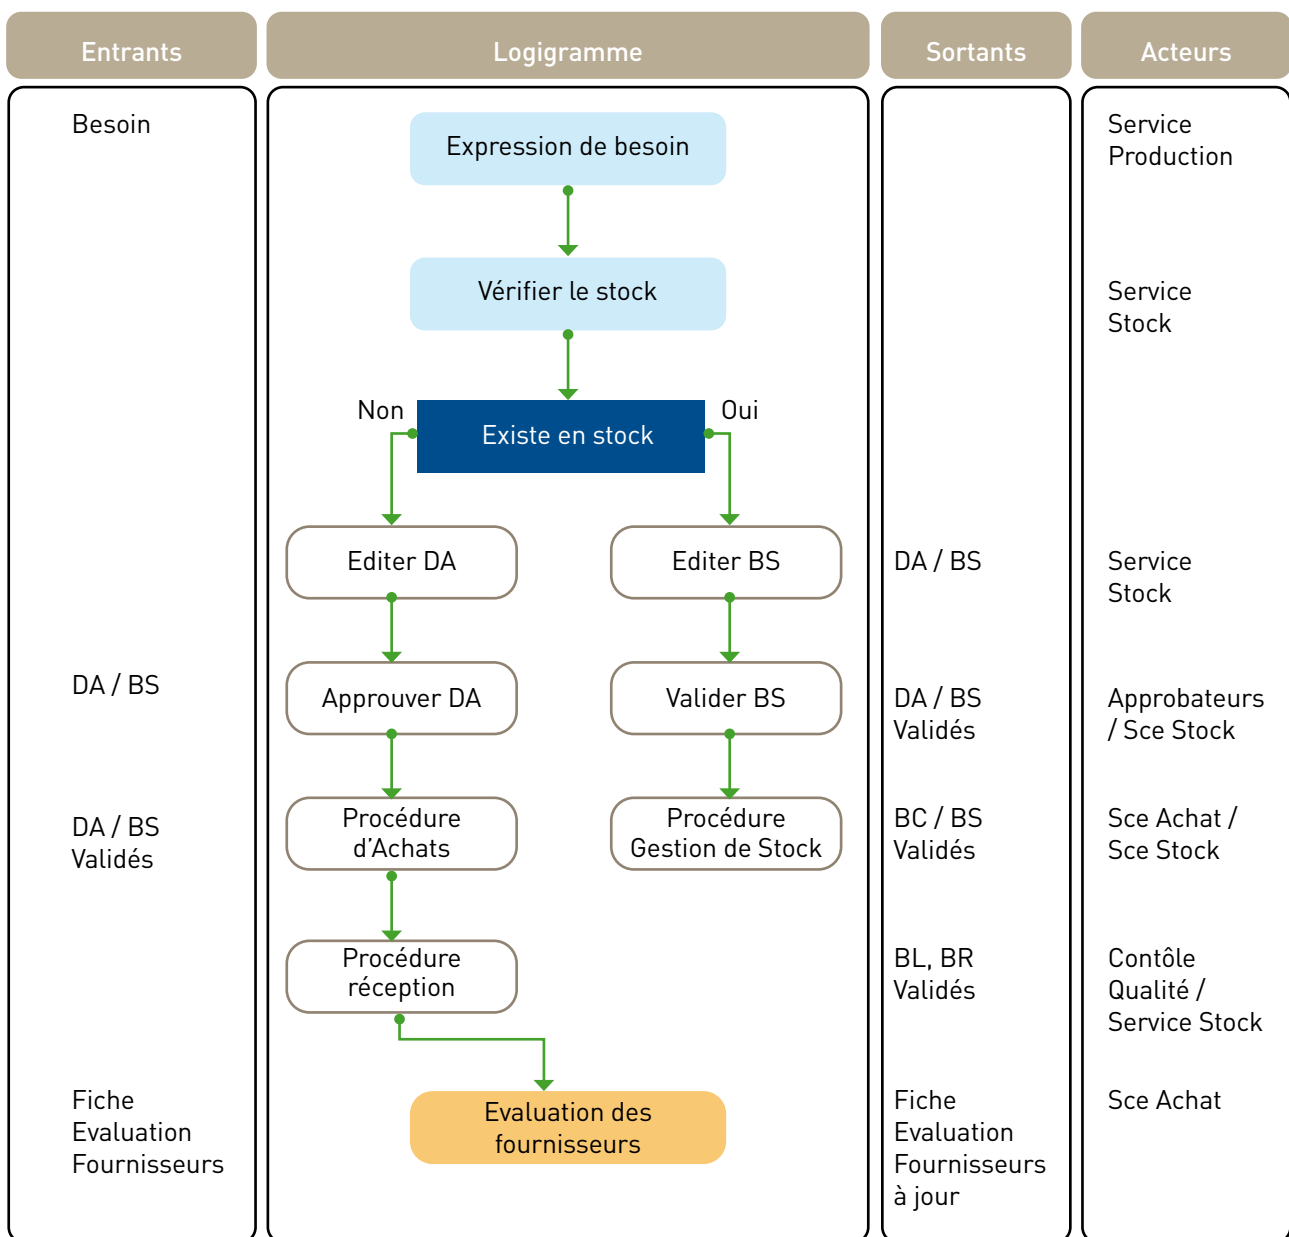 Entrants
Logigramme
Sortants
Acteurs
Besoin
Expression de besoin
Service
Production
Vérifier le stock
Service
Stock
Non
Existe en stock
Oui
Editer DA
Editer BS
DA / BS
Service
Stock
DA / BS
Approuver DA
Valider BS
DA / BS
Validés
Approbateurs
/ Sce Stock
DA / BS
Validés
Procédure
d'Achats
Procédure
Gestion de Stock
BC / BS
Validés
Sce Achat /
Sce Stock
Procédure
réception
BL, BR
Validés
Contôle
Qualité /
Service Stock
Fiche
Evaluation
Fournisseurs
Evaluation des
fournisseurs
Fiche
Evaluation
Fournisseurs
à jour
Sce Achat